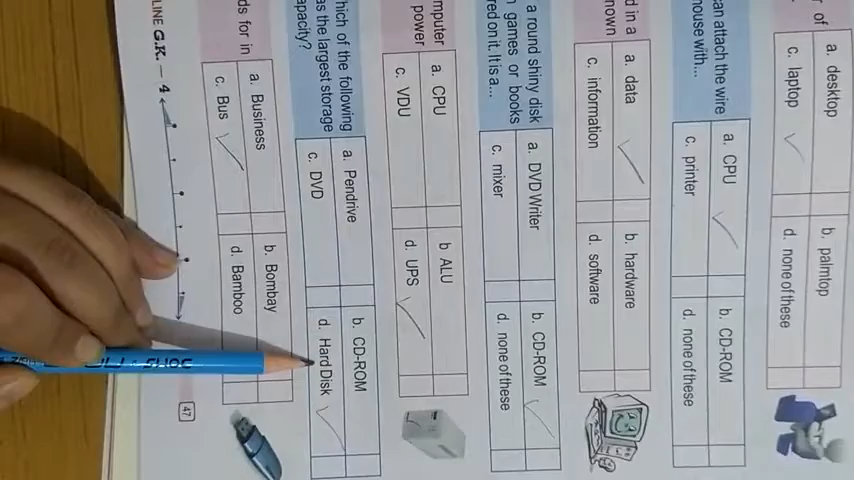 r of
a. desktop
b. palmtop
c. laptop
d. none of these
an attach the wire
nouse with...
a. CPU
b. CD-ROM
c. printer
d. none of these
d in a
nown
a. data
b. hardware
c. information
d. software
a round shiny disk
games or books
red on it. It is a...
a. DVD Writer
b. CD-ROM
c. mixer
d. none of these
mputer
power
a. CPU
b ALU
c. VDU
d. UPS
hich of the following
as the largest storage
apacity?
a. Pendrive
b. CD-ROM
c. DVD
d. Hard Disk
ds for in
a. Business
b. Bombay
c. Bus
d. Bamboo
LINE G.K. – 4
47